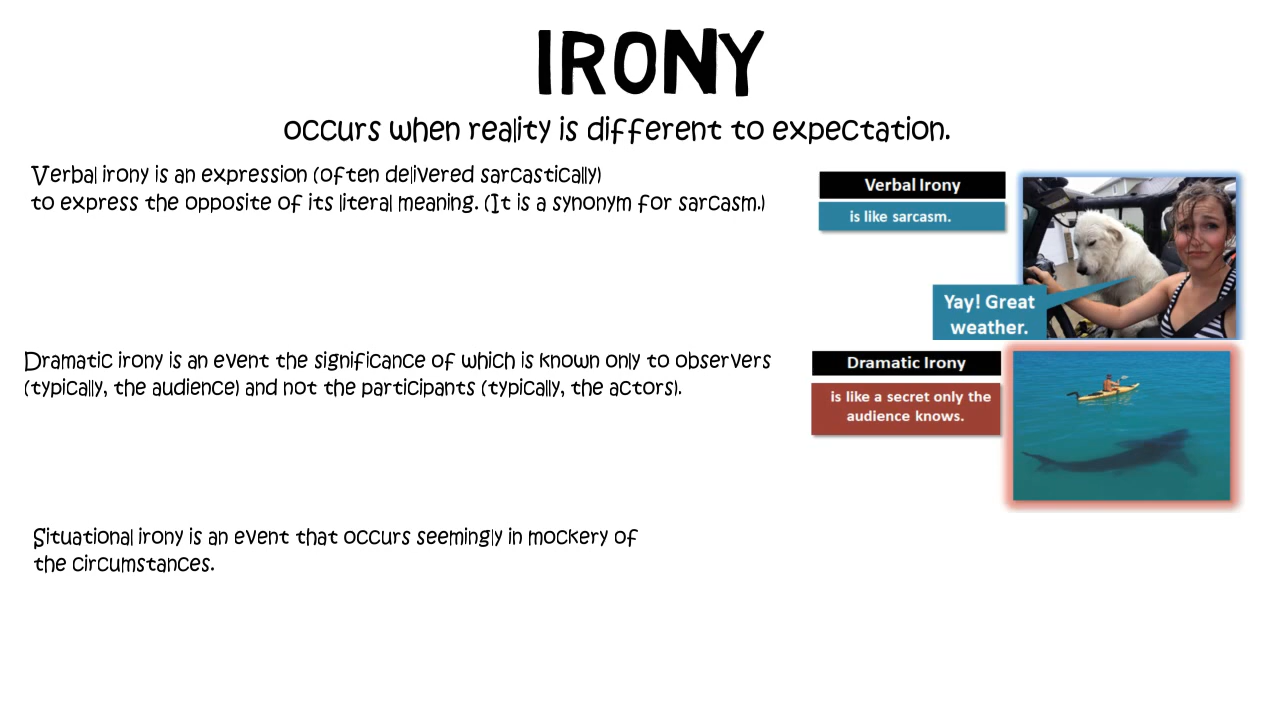 IRONY
occurs when reality is different to expectation.
Verbal irony is an expression (often delivered sarcastically)
to express the opposite of its literal meaning. (It is a synonym for sarcasm.)
Verbal Irony
is like sarcasm.
Yay! Great
weather.
Dramatic irony is an event the significance of which is known only to observers
(typically, the audience) and not the participants (typically, the actors).
Dramatic Irony
is like a secret only the
audience knows.
Situational irony is an event that occurs seemingly in mockery of
the circumstances.